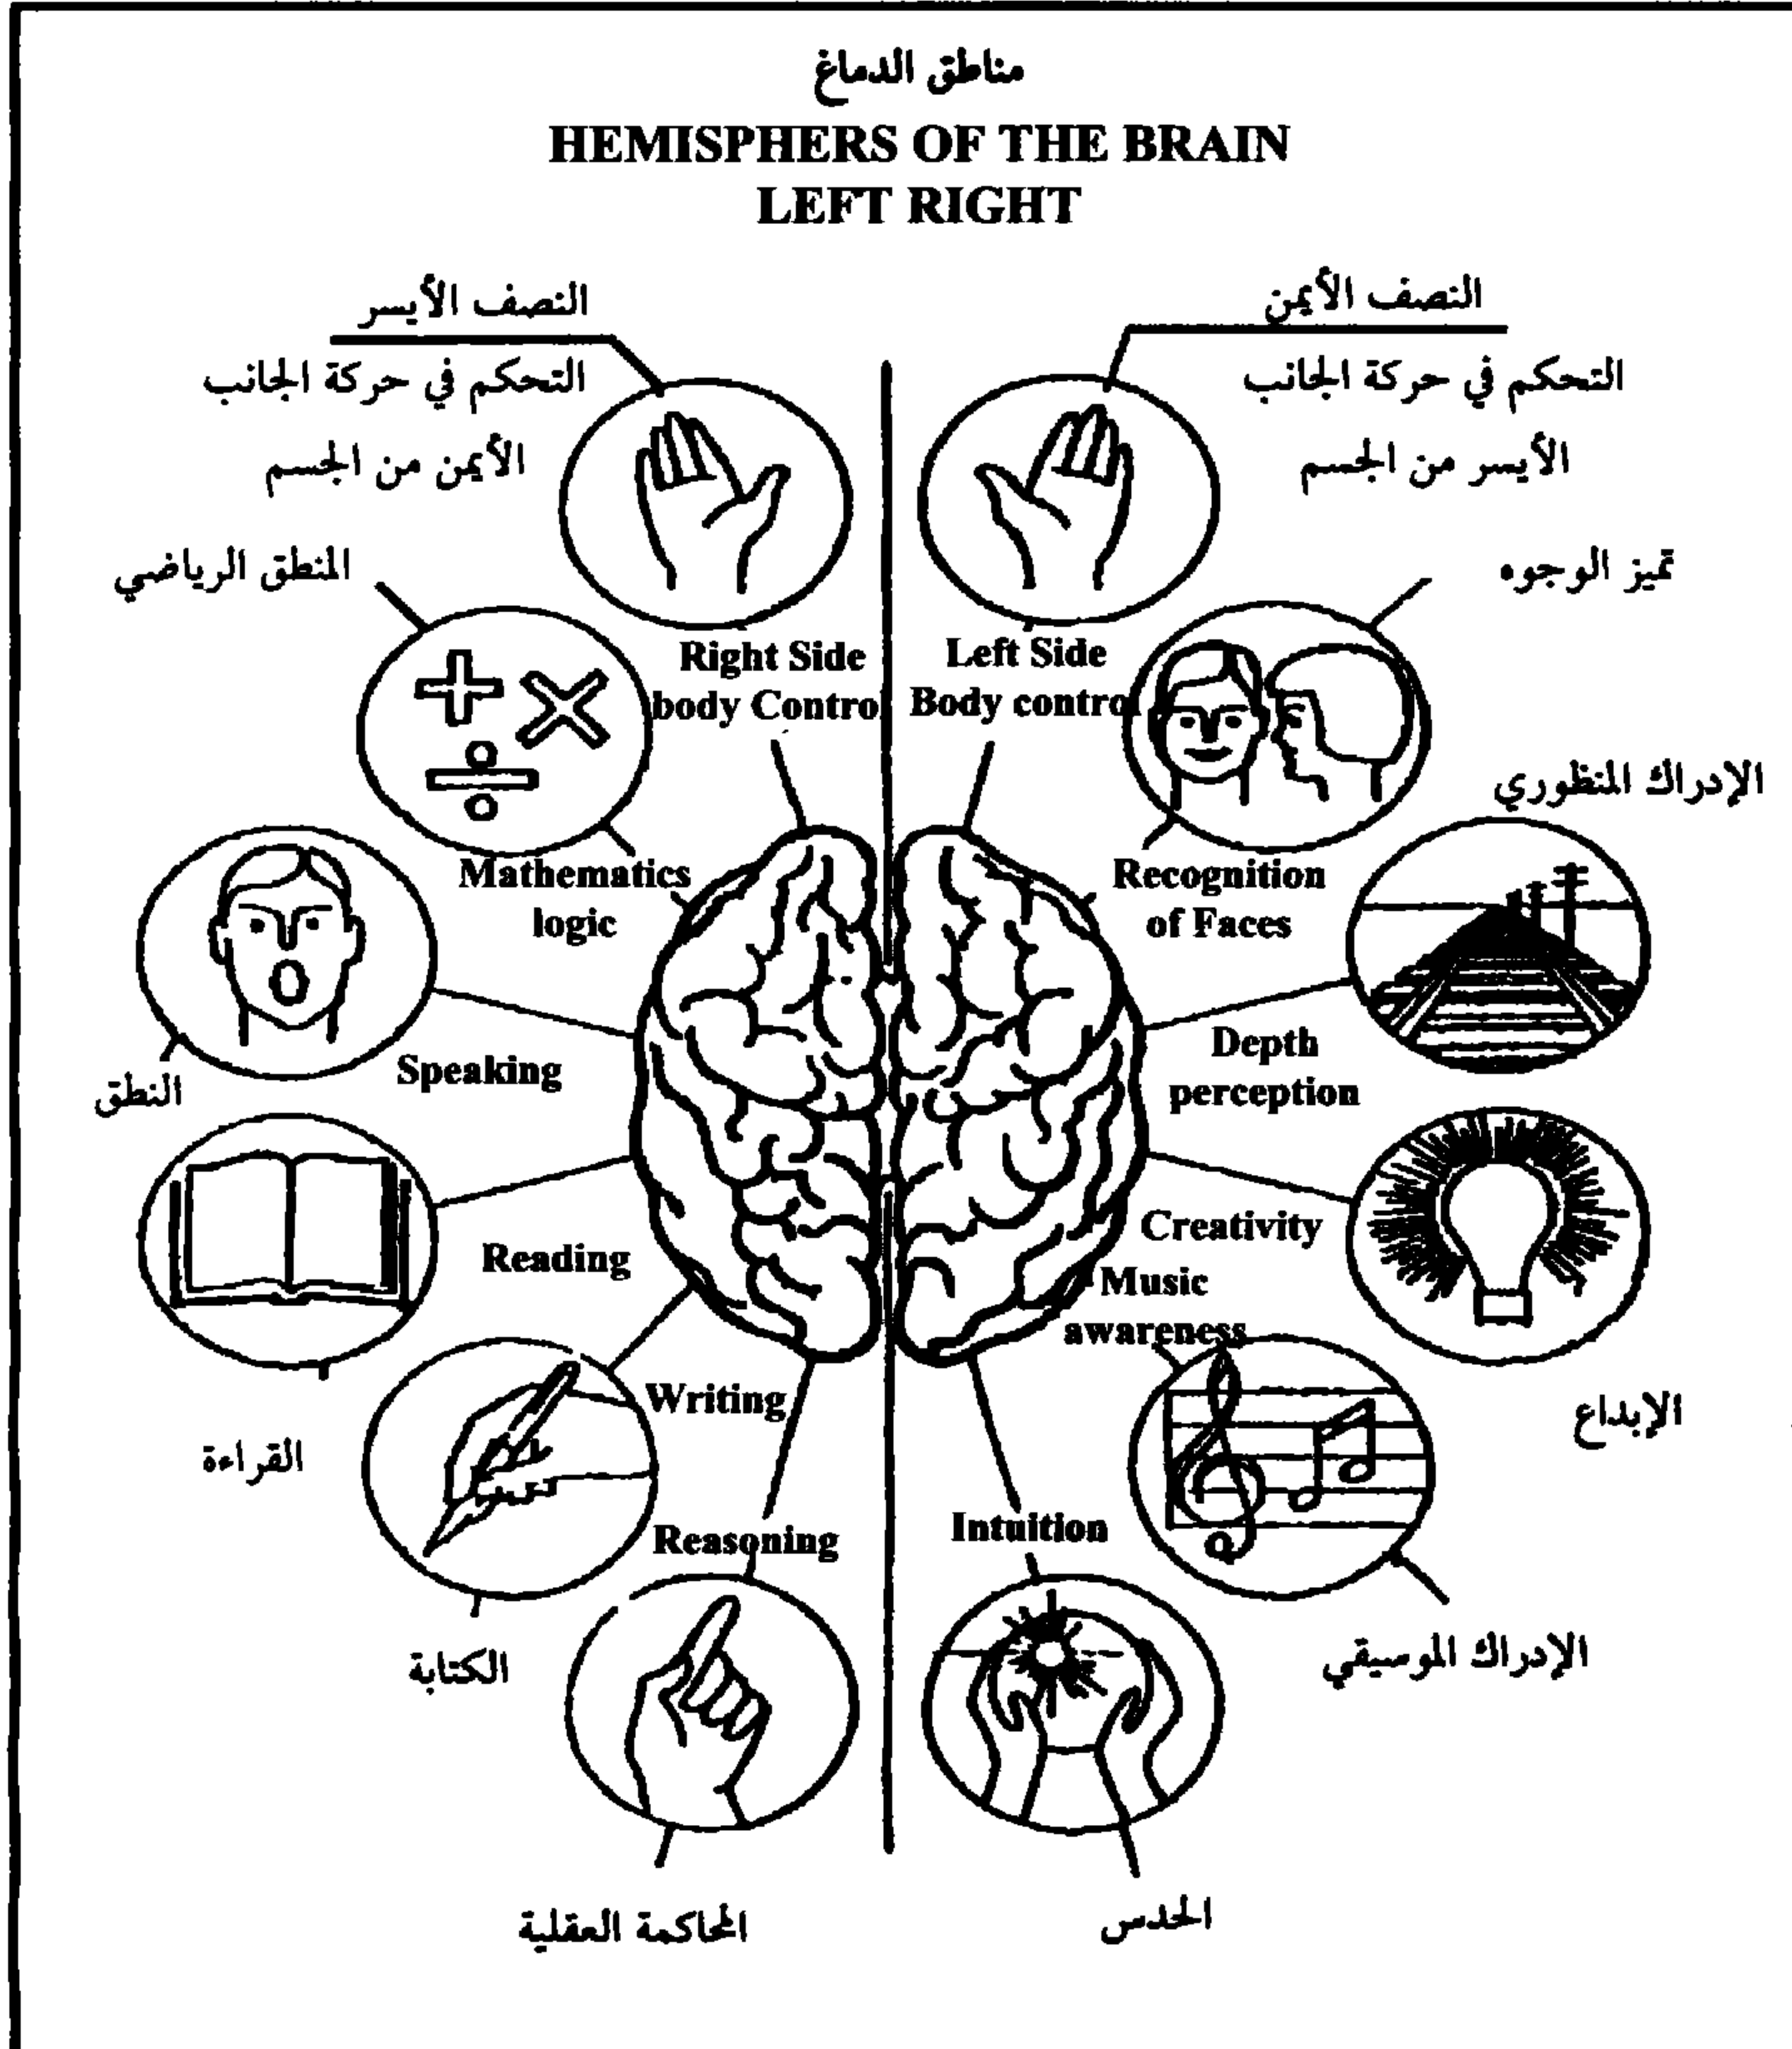 مناطق الدماغ
HEMISPHERS OF THE BRAIN
LEFT RIGHT
النصف الأيسر
النصف الأيمن
التحكم في حركة الجانب
الأيمن من الجسم
التحكم في حركة الجانب
الأيسر من الجسم
المنطق الرياضي
تميز الوجوه
Right Side
body Control
Left Side
Body control
الإدراك المنظوري
Mathematics
logic
Recognition
of Faces
Speaking
النطق
Depth
perception
Reading
Creativity
Music
awareness
Writing
القراءة
الإبداع
Reasoning
Intuition
الكتابة
الإدراك الموسيقي
المحاكمة العقلية
الحدس